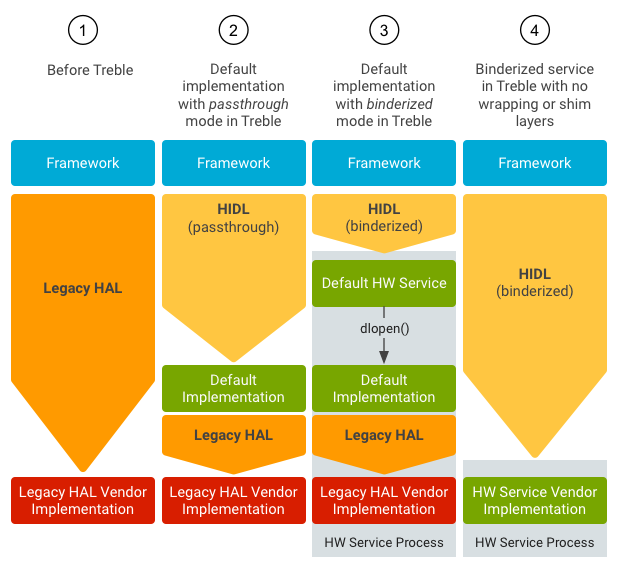 1
2
3
4
Before Treble
Default
implementation
with passthrough
mode in Treble
Default
implementation
with binderized
mode in Treble
Binderized service
in Treble with no
wrapping or shim
layers
Framework
Framework
Framework
Framework
Legacy HAL
HIDL
(passthrough)
HIDL
(binderized)
HIDL
(binderized)
Default HW Service
dlopen()
Default
Implementation
Default
Implementation
Legacy HAL
Legacy HAL
Legacy HAL Vendor
Implementation
Legacy HAL Vendor
Implementation
Legacy HAL Vendor
Implementation
HW Service Vendor
Implementation
HW Service Process
HW Service Process